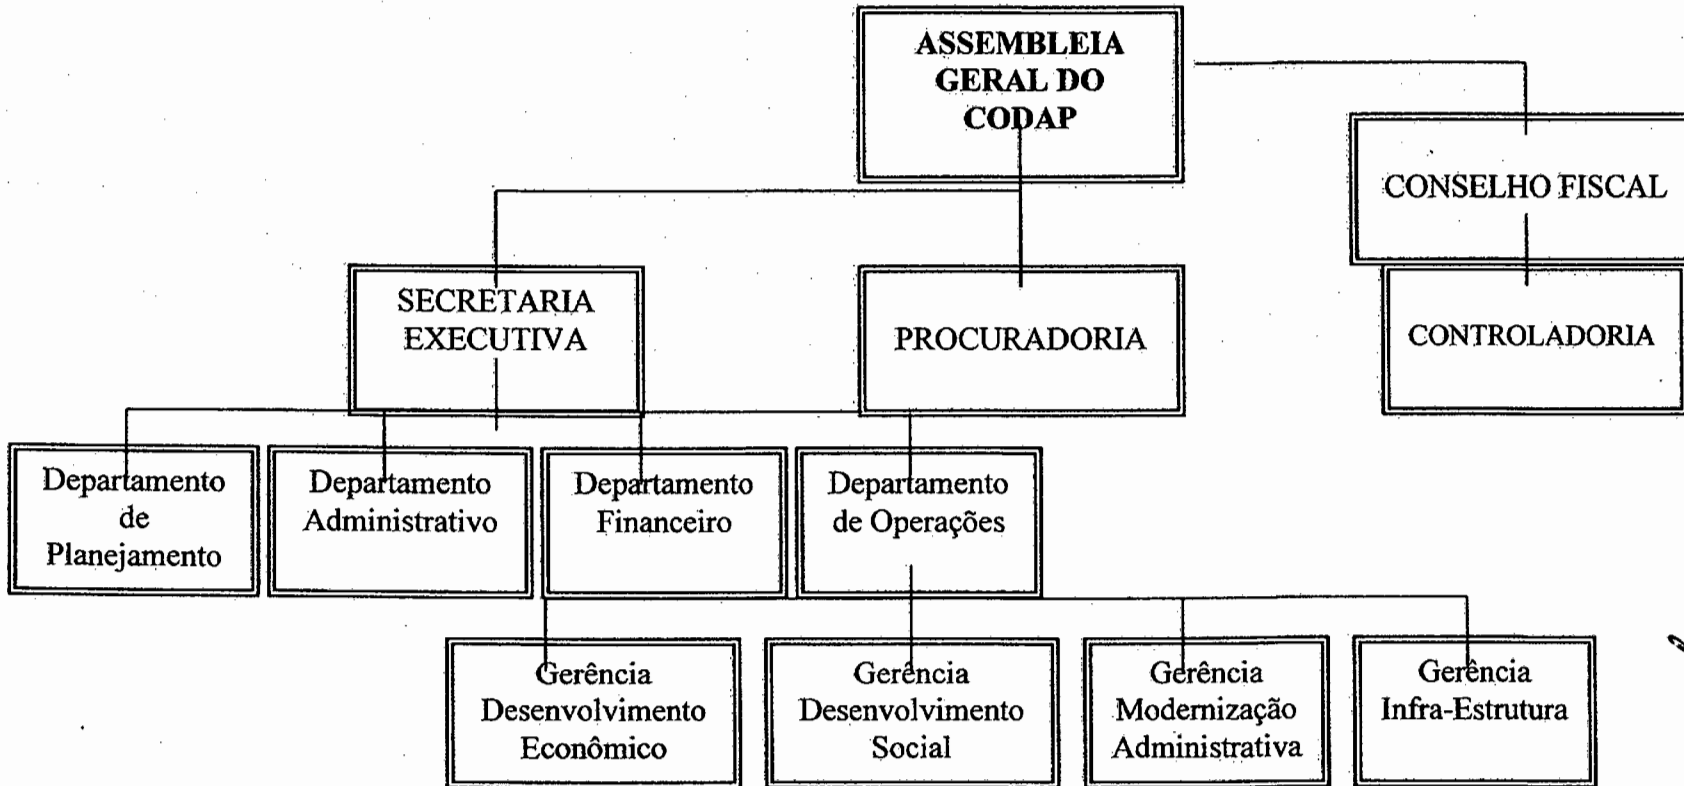 ASSEMBLEIA
GERAL DO
CODAP
CONSELHO FISCAL
SECRETARIA
EXECUTIVA
PROCURADORIA
CONTROLADORIA
Departamento
de
Planejamento
Departamento
Administrativo
Departamento
Financeiro
Departamento
de Operações
Gerência
Desenvolvimento
Econômico
Gerência
Desenvolvimento
Social
Gerência
Modernização
Administrativa
Gerência
Infra-Estrutura